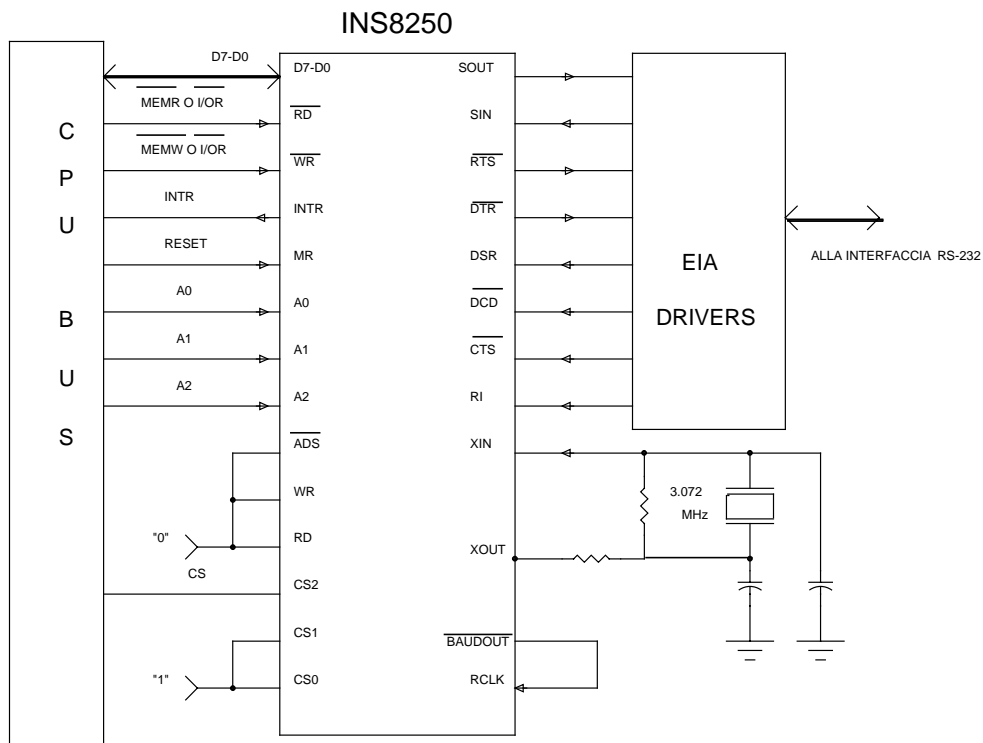 INS8250
C P U B U S
D7-D0
MEMR O I/OR
MEMW O I/OR
INTR
RESET
A0
A1
A2
"0"
CS
"1"
D7-D0
RD
WR
INTR
MR
A0
A1
A2
ADS
WR
RD
CS2
CS1
CS0
SOUT
SIN
RTS
DTR
DSR
DCD
CTS
RI
XIN
XOUT
BAUDOUT
RCLK
EIA
DRIVERS
ALLA INTERFACCIA RS-232
3.072
MHz